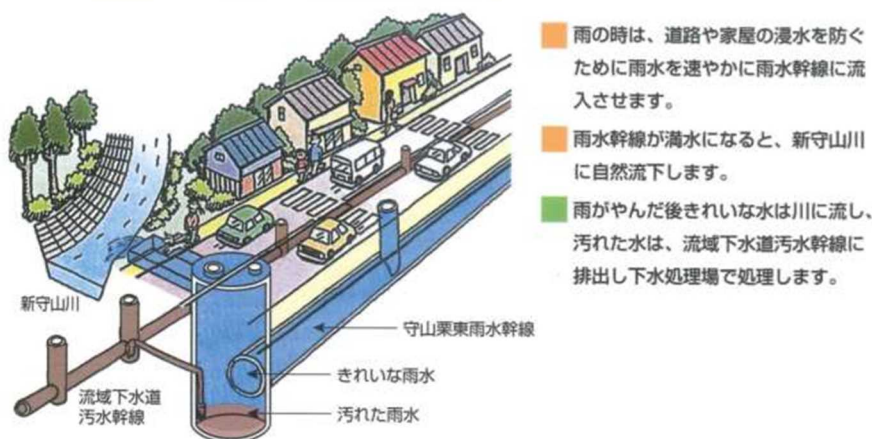 雨の時は、道路や家屋の浸水を防ぐ
ために雨水を速やかに雨水幹線に流
入させます。
雨水幹線が満水になると、新守山川
に自然流下します。
雨がやんだ後きれいな水は川に流し、
汚れた水は、流域下水道汚水幹線に
排出し下水処理場で処理します。
新守山川
守山栗東雨水幹線
きれいな雨水
流域下水道
汚水幹線
汚れた雨水